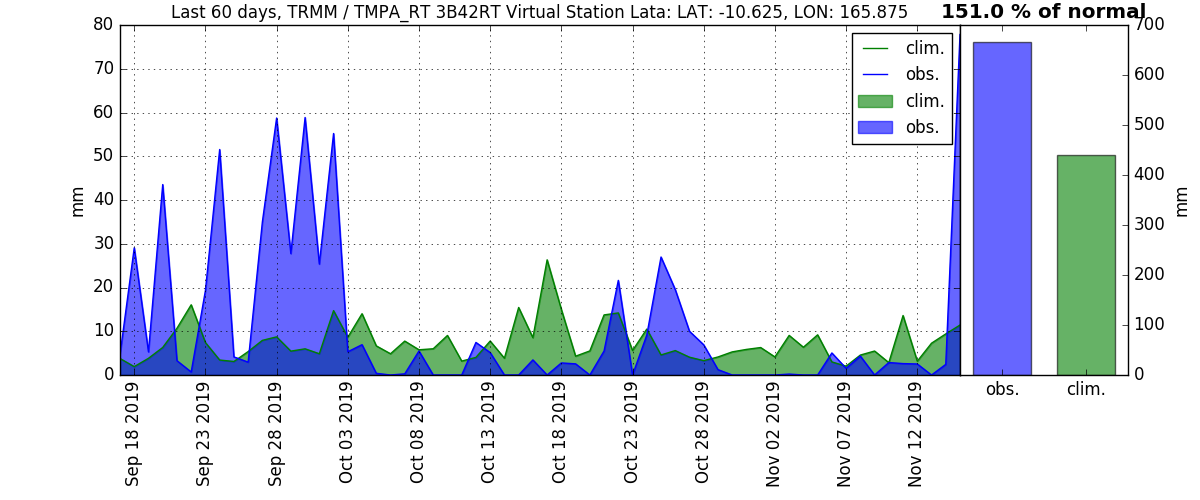 Last 60 days, TRMM / TMPA_RT 3B42RT Virtual Station Lata: LAT: -10.625, LON: 165.875
151.0 % of normal
80
70
60
50
40
30
20
10
0
mm
clim.
obs.
clim.
obs.
700
600
500
400
300
200
100
0
mm
Sep 18 2019
Sep 23 2019
Sep 28 2019
Oct 03 2019
Oct 08 2019
Oct 13 2019
Oct 18 2019
Oct 23 2019
Oct 28 2019
Nov 02 2019
Nov 07 2019
Nov 12 2019
obs.
clim.